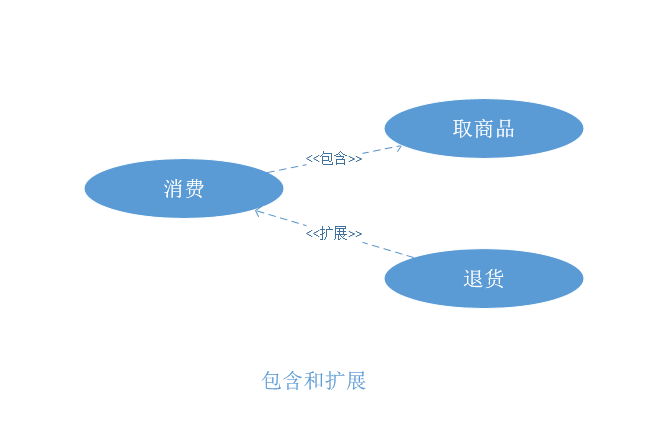 取商品
<<包含>>
消费
<<扩展>>
退货
包含和扩展